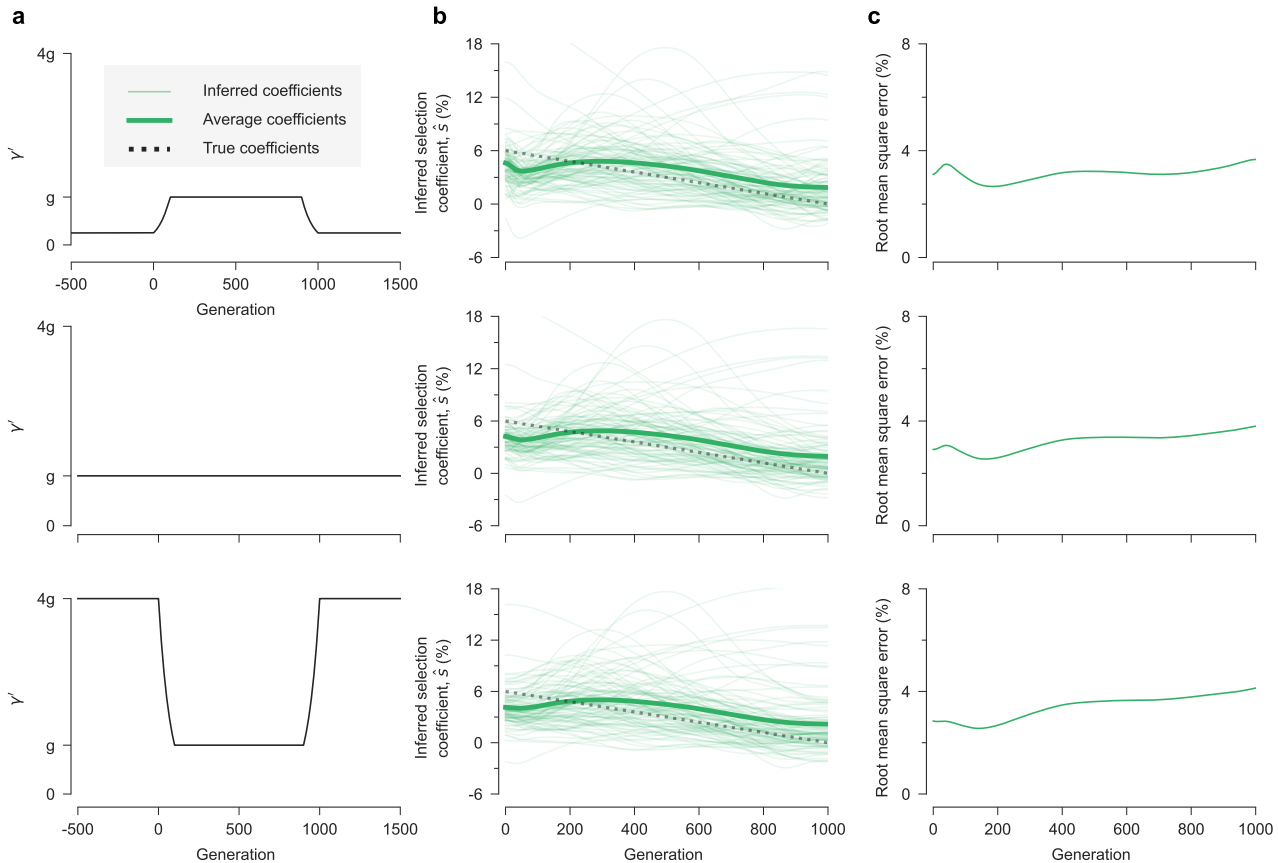 a
b
c
4g
g
0
γ′
Inferred coefficients
Average coefficients
True coefficients
-500
0
500
1000
1500
Generation
18
12
6
0
-6
Inferred selection
coefficient, ŝ (%)
8
4
0
Root mean square error (%)
4g
g
0
γ′
18
12
6
0
-6
Inferred selection
coefficient, ŝ (%)
8
4
0
Root mean square error (%)
4g
g
0
γ′
-500
0
500
1000
1500
Generation
18
12
6
0
-6
Inferred selection
coefficient, ŝ (%)
0
200
400
600
800
1000
Generation
8
4
0
Root mean square error (%)
0
200
400
600
800
1000
Generation